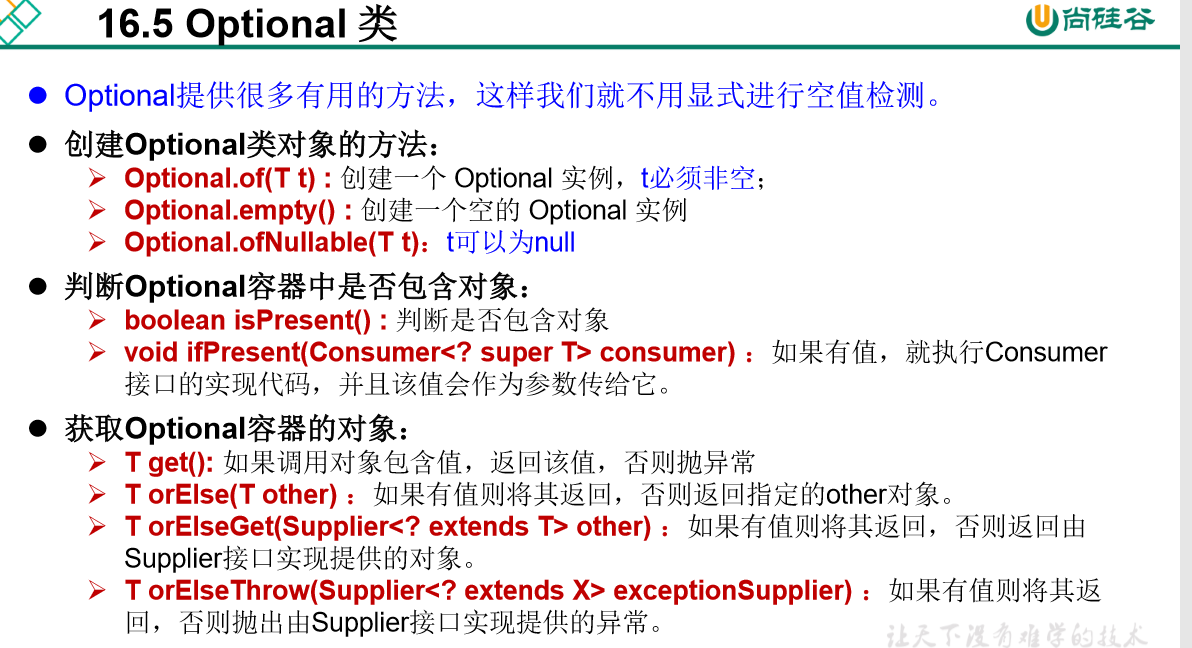 16.5 Optional 类
尚硅谷
Optional提供很多有用的方法，这样我们就不用显式进行空值检测。
创建Optional类对象的方法：
Optional.of(T t) : 创建一个 Optional 实例，t必须非空；
Optional.empty() : 创建一个空的 Optional 实例
Optional.ofNullable(T t)：t可以为null
判断Optional容器中是否包含对象：
boolean isPresent() : 判断是否包含对象
void ifPresent(Consumer<? super T> consumer) ：如果有值，就执行Consumer
接口的实现代码，并且该值会作为参数传给它。
获取Optional容器的对象：
T get(): 如果调用对象包含值，返回该值，否则抛异常
T orElse(T other) ：如果有值则将其返回，否则返回指定的other对象。
T orElseGet(Supplier<? extends T> other) ：如果有值则将其返回，否则返回由
Supplier接口实现提供的对象。
T orElseThrow(Supplier<? extends X> exceptionSupplier) ：如果有值则将其返
回，否则抛出由Supplier接口实现提供的异常。
让天下没有难学的技术